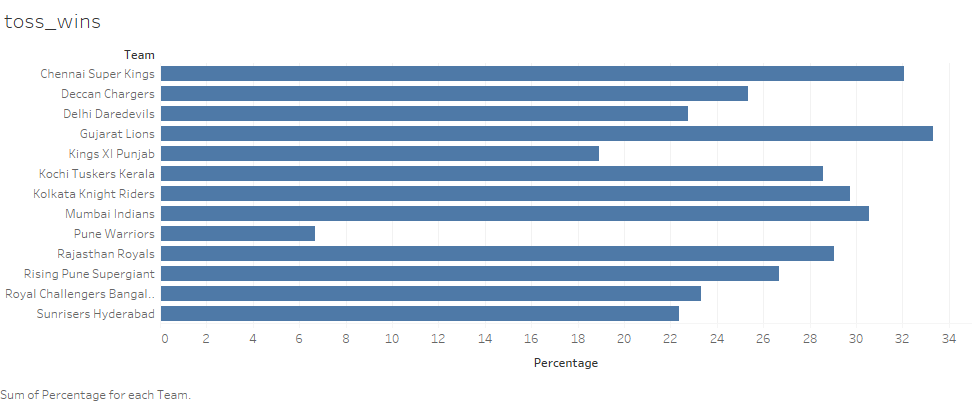 toss_wins
Team
Chennai Super Kings
Deccan Chargers
Delhi Daredevils
Gujarat Lions
Kings XI Punjab
Kochi Tuskers Kerala
Kolkata Knight Riders
Mumbai Indians
Pune Warriors
Rajasthan Royals
Rising Pune Supergiant
Royal Challengers Bangal..
Sunrisers Hyderabad
0 2 4 6 8 10 12 14 16 18 20 22 24 26 28 30 32 34
Percentage
Sum of Percentage for each Team.